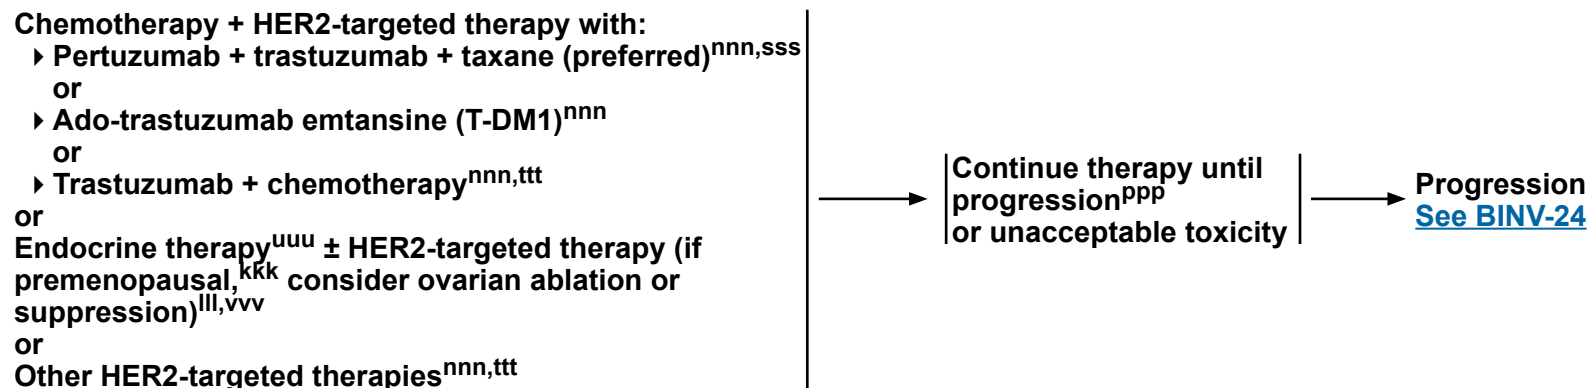 Chemotherapy + HER2-targeted therapy with:
Pertuzumab + trastuzumab + taxane (preferred)nnn,sss
or
Ado-trastuzumab emtansine (T-DM1)nnn
or
Trastuzumab + chemotherapynnn,ttt
or
Endocrine therapyuuu ± HER2-targeted therapy (if
premenopausal,kkk consider ovarian ablation or
suppression)lll,vvv
or
Other HER2-targeted therapiesnnn,ttt
Continue therapy until
progressionppp
or unacceptable toxicity
Progression
See BINV-24